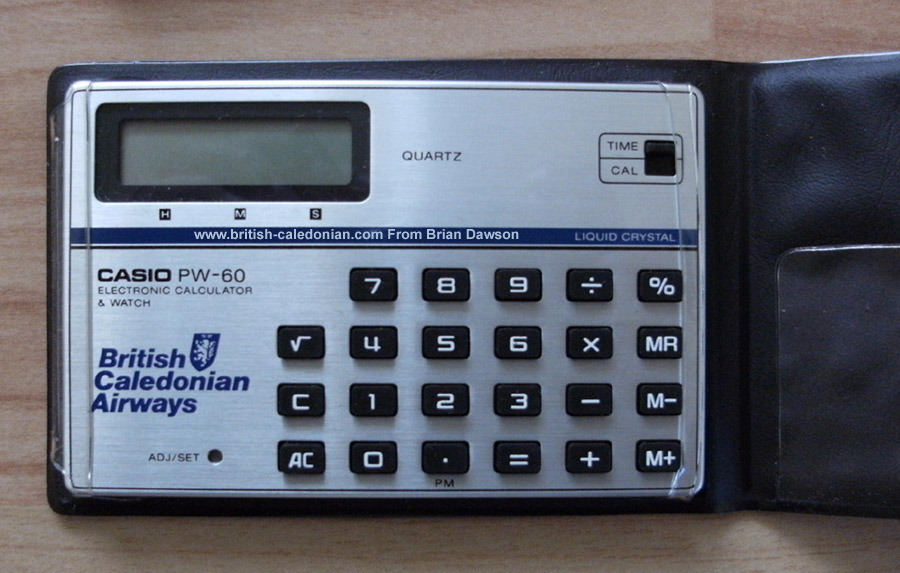 QUARTZ
TIME
CAL
H M S
www.british-caledonian.com From Brian Dawson
LIQUID CRYSTAL
CASIO PW-60
ELECTRONIC CALCULATOR
& WATCH
7 8 9 ÷ %
√ 4 5 6 × MR
British
Caledonian
Airways
C 1 2 3 − M−
ADJ/SET
AC 0 . = + M+
PM